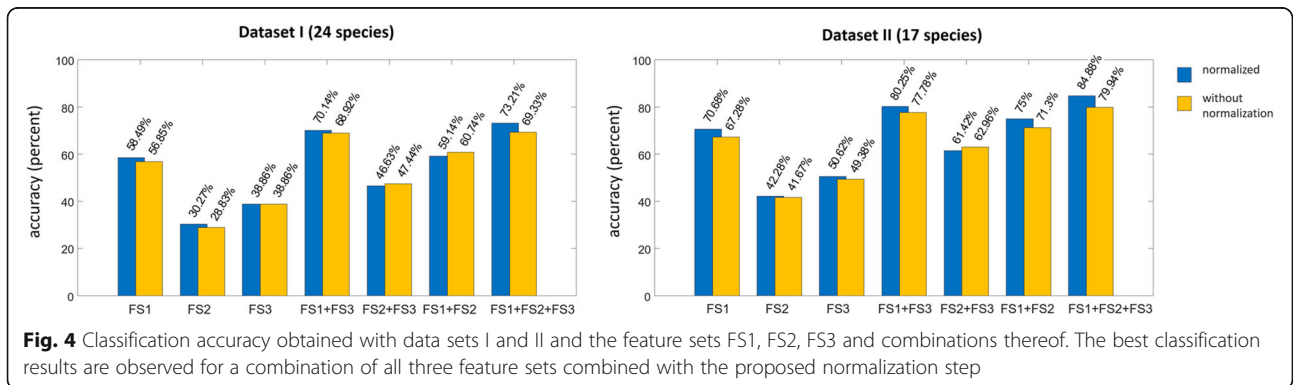 Dataset I (24 species)
accuracy (percent)
100
80
60
40
20
0
58.49%
56.85%
30.27%
28.83%
38.86%
38.86%
70.14%
68.92%
46.63%
47.44%
59.14%
60.74%
73.21%
69.33%
FS1
FS2
FS3
FS1+FS3
FS2+FS3
FS1+FS2
FS1+FS2+FS3
Dataset II (17 species)
accuracy (percent)
100
80
60
40
20
0
70.68%
67.28%
42.28%
41.67%
50.62%
49.38%
80.25%
77.78%
61.42%
62.96%
75%
71.3%
84.88%
79.94%
FS1
FS2
FS3
FS1+FS3
FS2+FS3
FS1+FS2
FS1+FS2+FS3
normalized
without
normalization
Fig. 4 Classification accuracy obtained with data sets I and II and the feature sets FS1, FS2, FS3 and combinations thereof. The best classification
results are observed for a combination of all three feature sets combined with the proposed normalization step